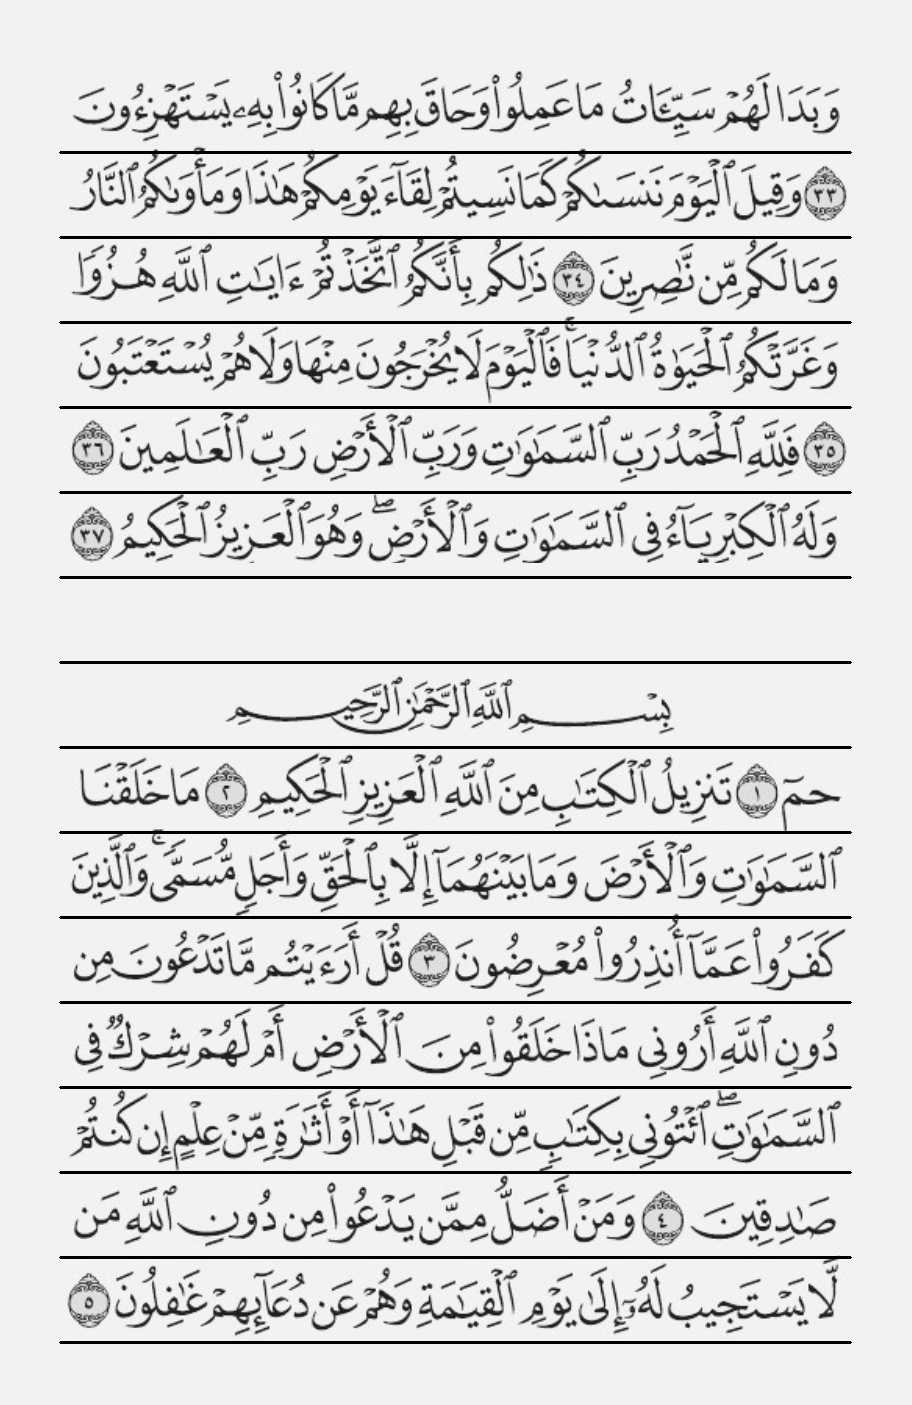 وَبَدَا لَهُمْ سَيِّـَٔاتُ مَا عَمِلُوا۟ وَحَاقَ بِهِم مَّا كَانُوا۟ بِهِۦ يَسْتَهْزِءُونَ
٣٣ وَقِيلَ ٱلْيَوْمَ نَنسَىٰكُمْ كَمَا نَسِيتُمْ لِقَآءَ يَوْمِكُمْ هَـٰذَا وَمَأْوَىٰكُمُ ٱلنَّارُ
وَمَا لَكُم مِّن نَّـٰصِرِينَ ٣٤ ذَٰلِكُم بِأَنَّكُمُ ٱتَّخَذْتُمْ ءَايَـٰتِ ٱللَّهِ هُزُوًا
وَغَرَّتْكُمُ ٱلْحَيَوٰةُ ٱلدُّنْيَا ۚ فَٱلْيَوْمَ لَا يُخْرَجُونَ مِنْهَا وَلَا هُمْ يُسْتَعْتَبُونَ
٣٥ فَلِلَّهِ ٱلْحَمْدُ رَبِّ ٱلسَّمَـٰوَٰتِ وَرَبِّ ٱلْأَرْضِ رَبِّ ٱلْعَـٰلَمِينَ ٣٦
وَلَهُ ٱلْكِبْرِيَآءُ فِى ٱلسَّمَـٰوَٰتِ وَٱلْأَرْضِ ۖ وَهُوَ ٱلْعَزِيزُ ٱلْحَكِيمُ ٣٧
بِسْمِ ٱللَّهِ ٱلرَّحْمَـٰنِ ٱلرَّحِيمِ
حمٓ ١ تَنزِيلُ ٱلْكِتَـٰبِ مِنَ ٱللَّهِ ٱلْعَزِيزِ ٱلْحَكِيمِ ٢ مَا خَلَقْنَا
ٱلسَّمَـٰوَٰتِ وَٱلْأَرْضَ وَمَا بَيْنَهُمَآ إِلَّا بِٱلْحَقِّ وَأَجَلٍ مُّسَمًّى ۚ وَٱلَّذِينَ
كَفَرُوا۟ عَمَّآ أُنذِرُوا۟ مُعْرِضُونَ ٣ قُلْ أَرَءَيْتُم مَّا تَدْعُونَ مِن
دُونِ ٱللَّهِ أَرُونِى مَاذَا خَلَقُوا۟ مِنَ ٱلْأَرْضِ أَمْ لَهُمْ شِرْكٌ فِى
ٱلسَّمَـٰوَٰتِ ۖ ٱئْتُونِى بِكِتَـٰبٍ مِّن قَبْلِ هَـٰذَآ أَوْ أَثَـٰرَةٍ مِّنْ عِلْمٍ إِن كُنتُمْ
صَـٰدِقِينَ ٤ وَمَنْ أَضَلُّ مِمَّن يَدْعُوا۟ مِن دُونِ ٱللَّهِ مَن
لَّا يَسْتَجِيبُ لَهُۥٓ إِلَىٰ يَوْمِ ٱلْقِيَـٰمَةِ وَهُمْ عَن دُعَآئِهِمْ غَـٰفِلُونَ ٥